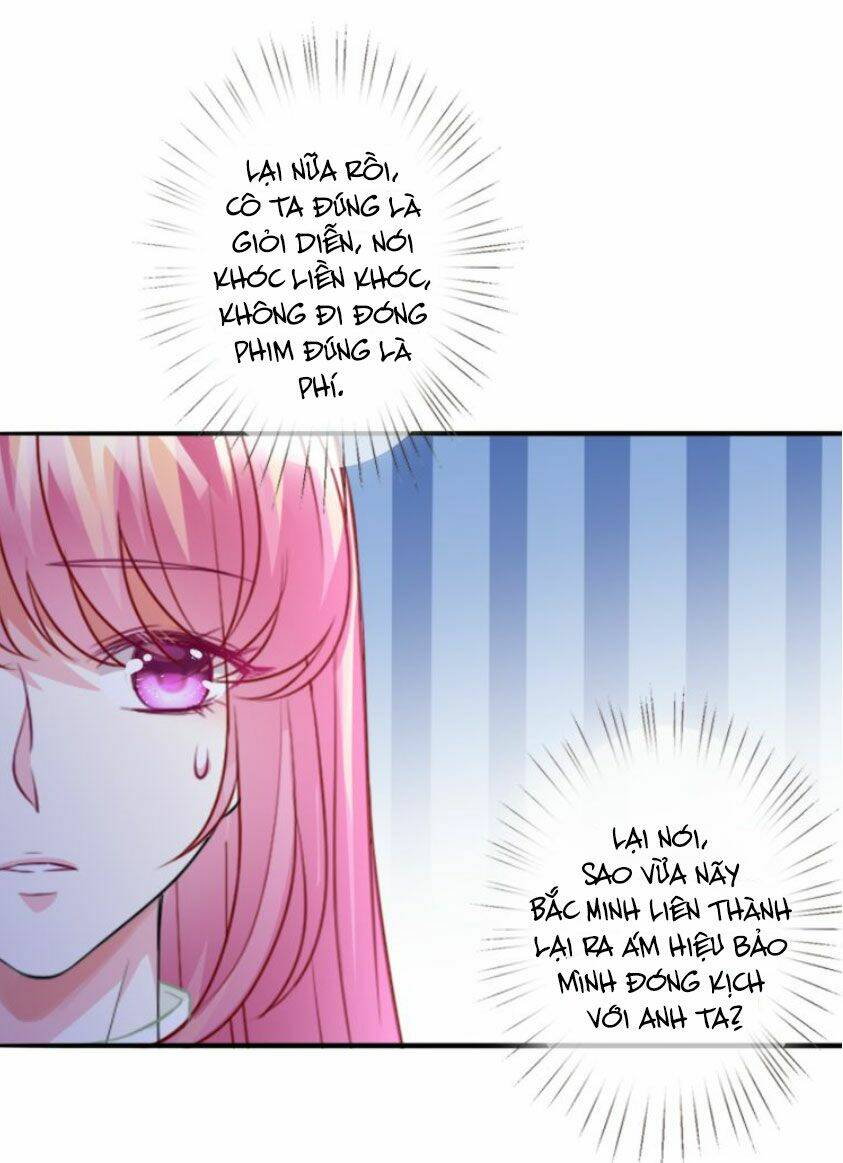 LẠI NỮA RỒI,
CÔ TA ĐÚNG LÀ
GIỎI DIỄN, NÓI
KHÓC LIỀN KHÓC,
KHÔNG ĐI ĐÓNG
PHIM ĐÚNG LÀ
PHÍ.
LẠI NÓI,
SAO VỪA NÃY
BẮC MINH LIÊN THÀNH
LẠI RA ÁM HIỆU BẢO
MÌNH ĐÓNG KỊCH
VỚI ANH TA?